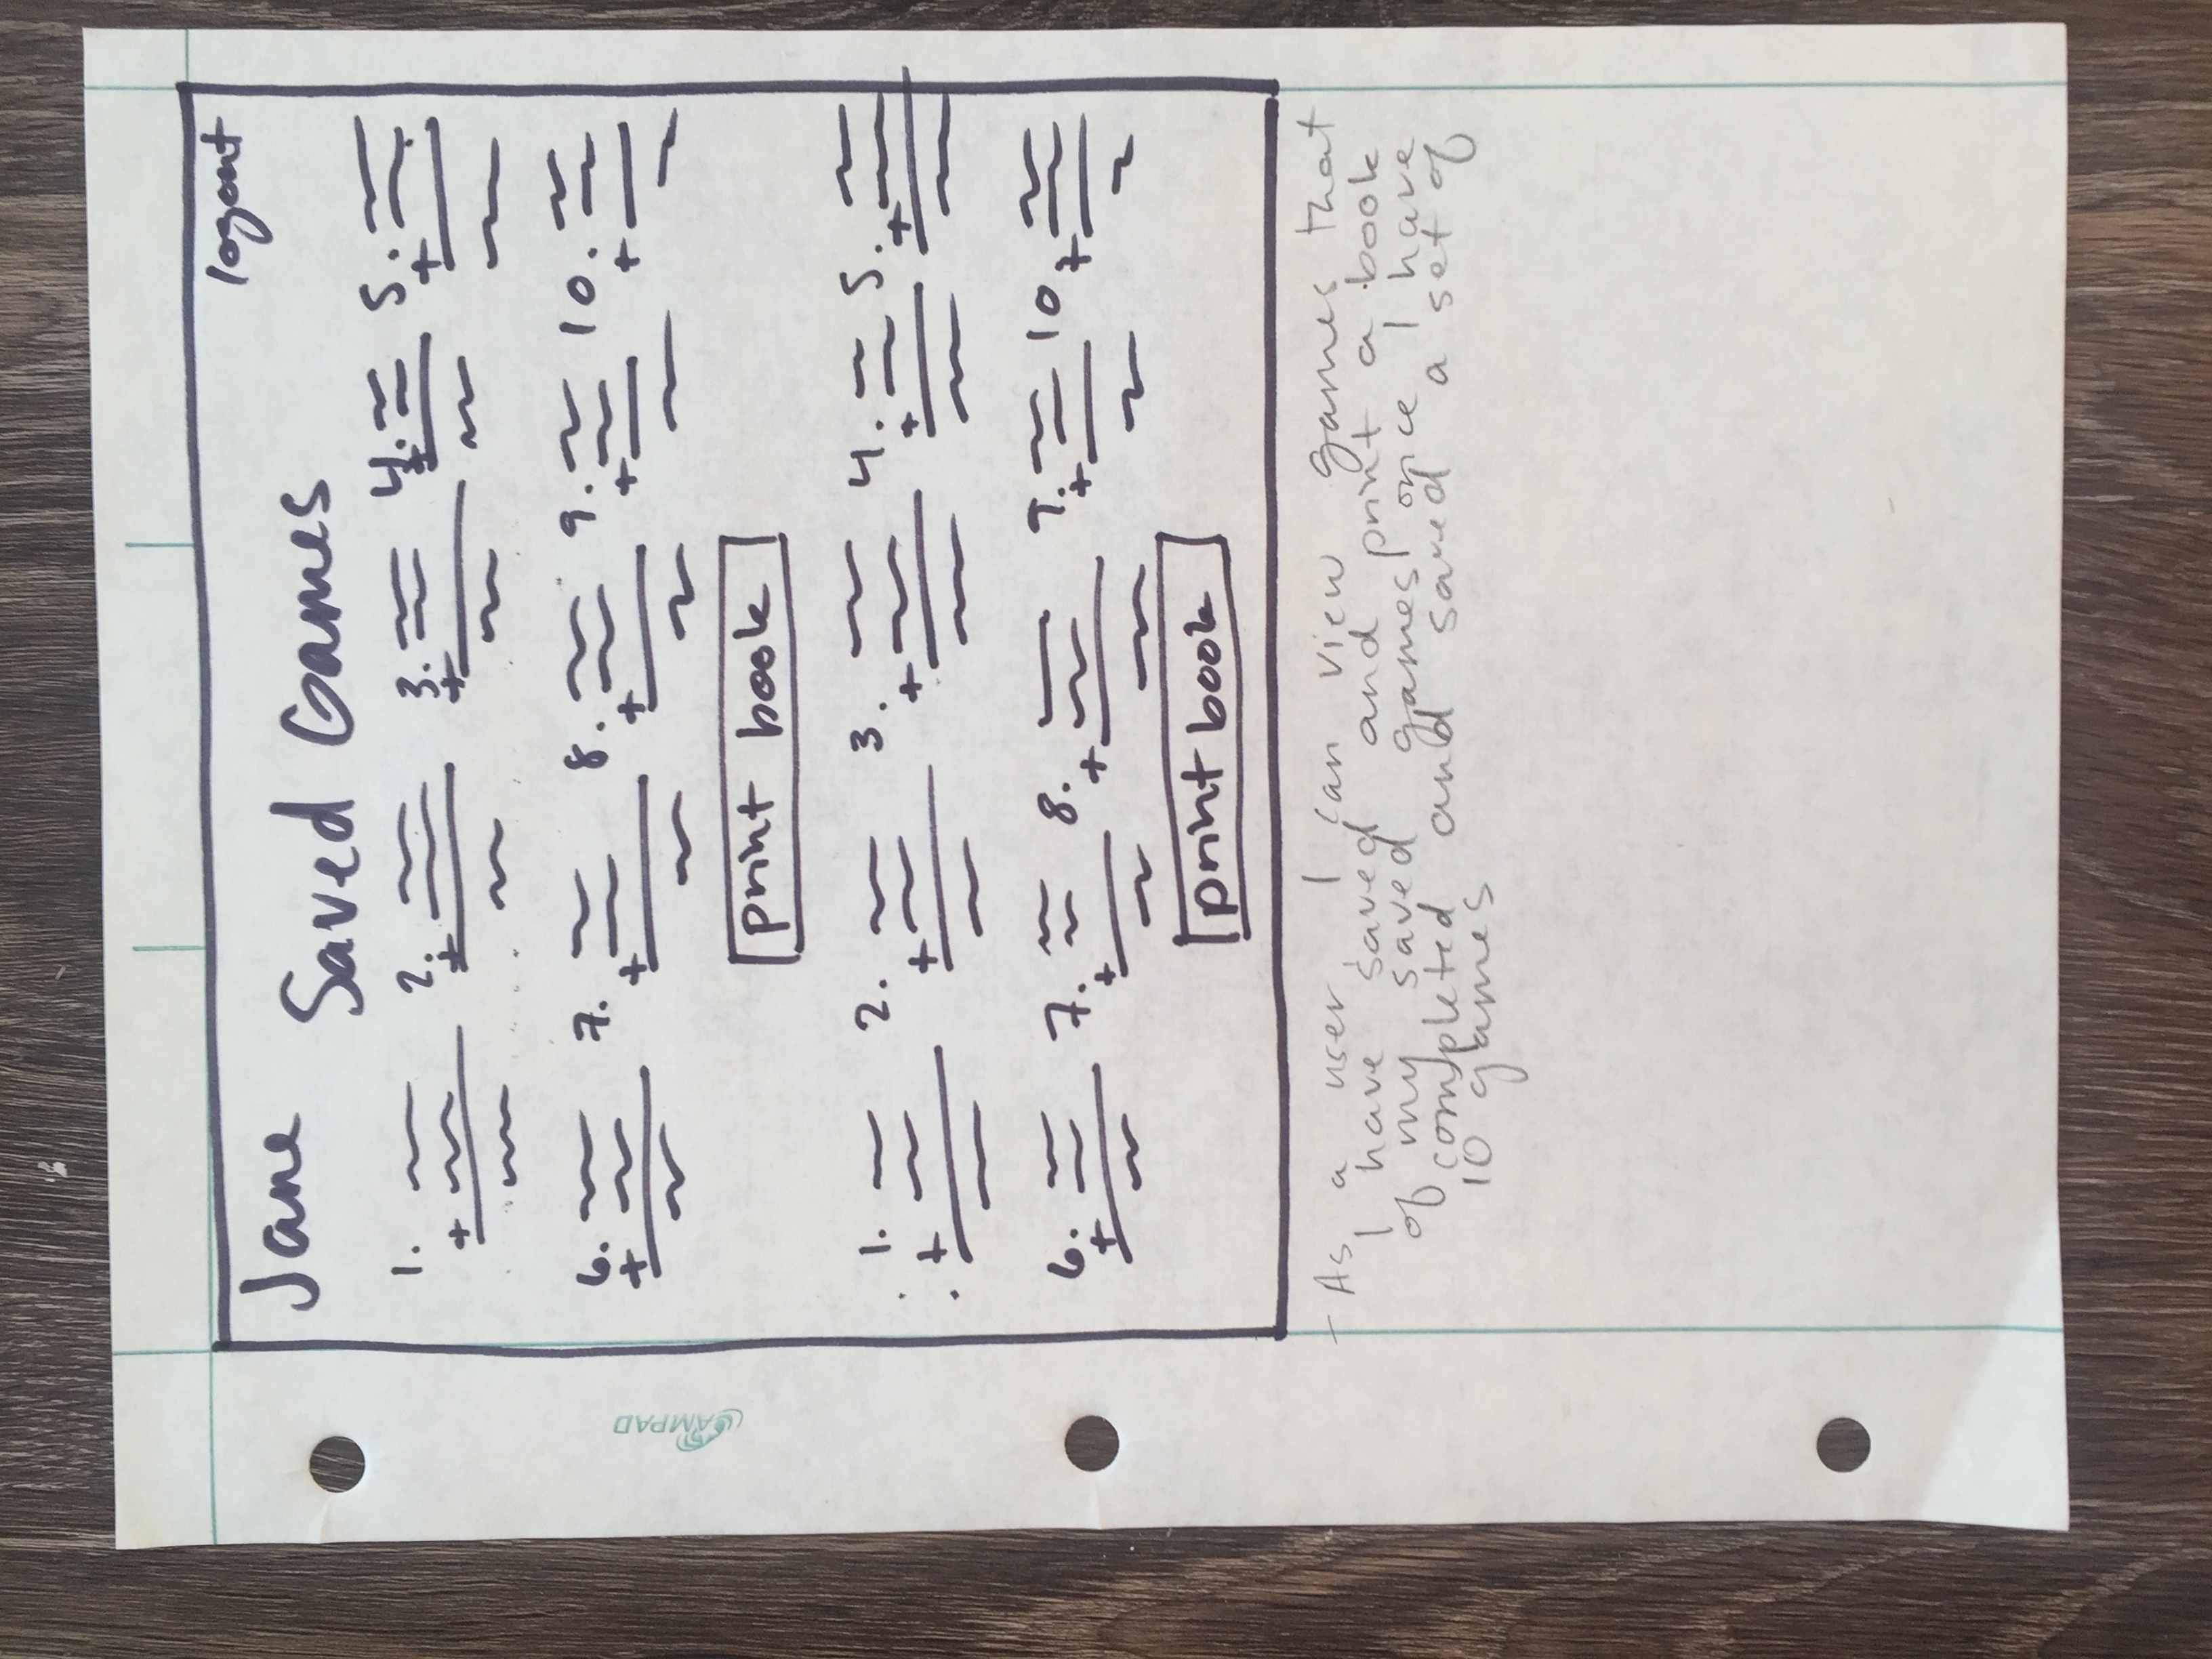 logout
Jane
Saved Games
1. 2. 3. 4. 5.
+ + + + +
6. 7. 8. 9. 10.
+ + + + +
print book
1. 2. 3. 4. 5.
+ + + + +
6. 7. 8. 9. 10.
+ + + + +
print book
- As a user, I can view games that
I have saved and print a book
of my saved games once I have
completed and saved a set of
10 games
AMPAD